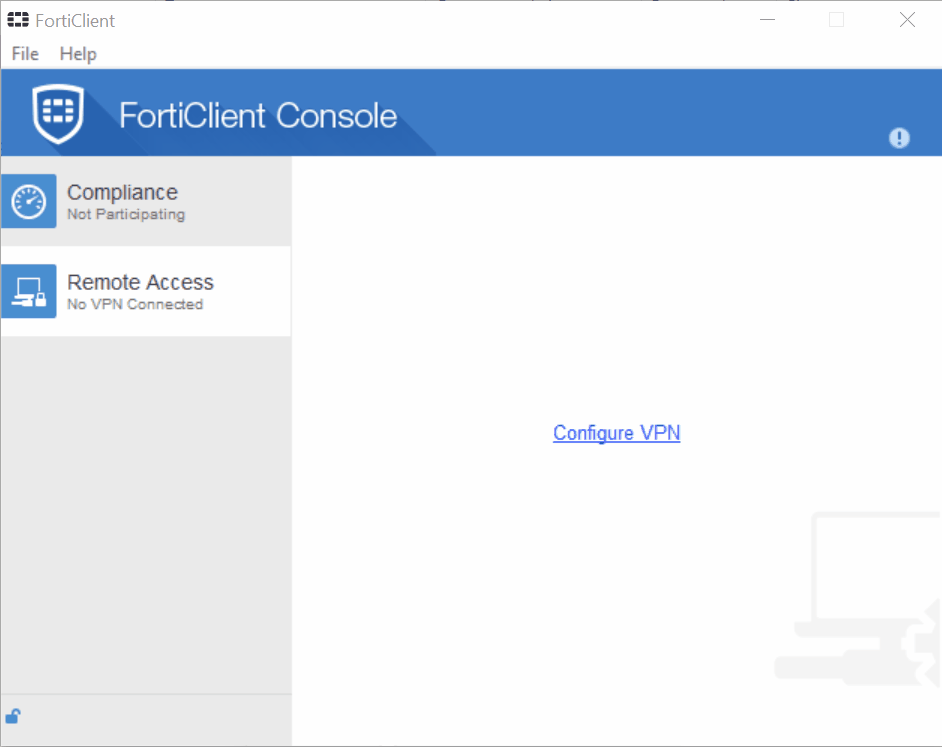 FortiClient
File Help
FortiClient Console
Compliance
Not Participating
Remote Access
No VPN Connected
Configure VPN